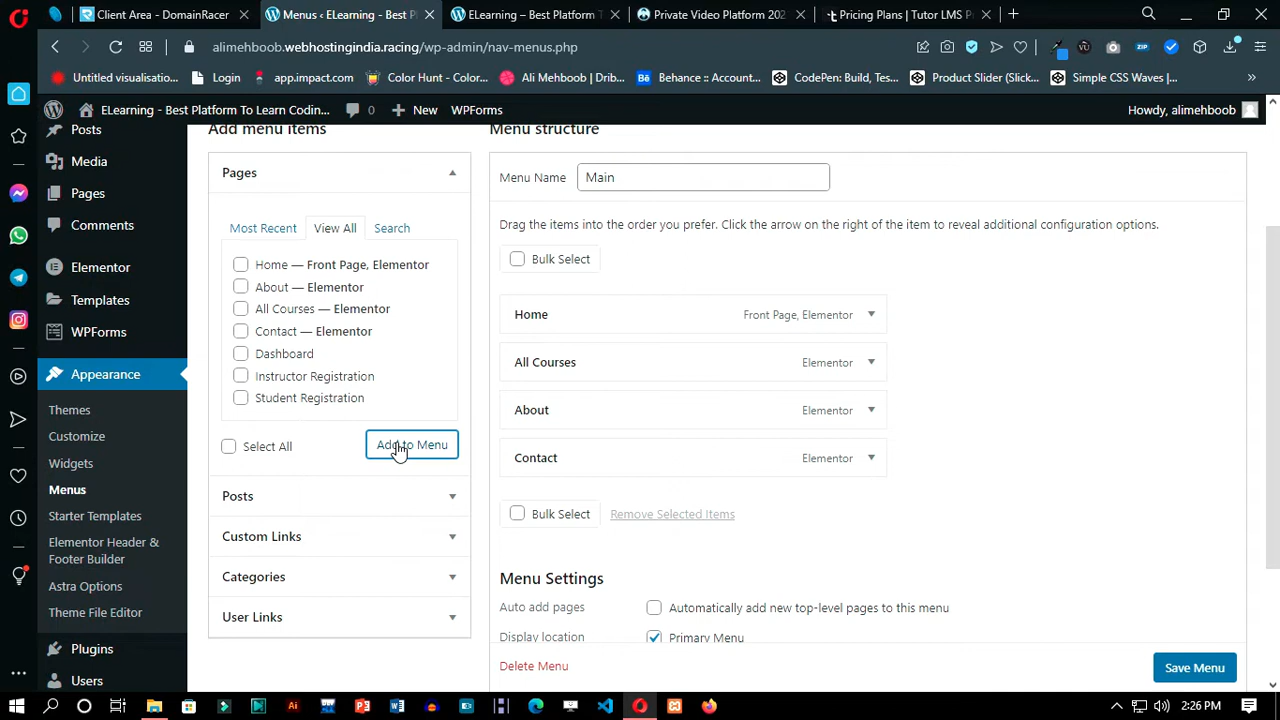 Client Area - DomainRacer
Menus ‹ ELearning - Best P
ELearning – Best Platform T
Private Video Platform 202
Pricing Plans | Tutor LMS P
alimehboob.webhostingindia.racing/wp-admin/nav-menus.php
Untitled visualisatio...
Login
app.impact.com
Color Hunt - Color...
Ali Mehboob | Drib...
Behance :: Account...
CodePen: Build, Tes...
Product Slider (Slick...
Simple CSS Waves |...
ELearning - Best Platform To Learn Codin...
0
New
WPForms
Howdy, alimehboob
Posts
Media
Pages
Comments
Elementor
Templates
WPForms
Appearance
Themes
Customize
Widgets
Menus
Starter Templates
Elementor Header &
Footer Builder
Astra Options
Theme File Editor
Plugins
Users
Add menu items
Pages
Most Recent
View All
Search
Home — Front Page, Elementor
About — Elementor
All Courses — Elementor
Contact — Elementor
Dashboard
Instructor Registration
Student Registration
Select All
Add to Menu
Posts
Custom Links
Categories
User Links
Menu structure
Menu Name
Main
Drag the items into the order you prefer. Click the arrow on the right of the item to reveal additional configuration options.
Bulk Select
Home
Front Page, Elementor
All Courses
Elementor
About
Elementor
Contact
Elementor
Bulk Select
Remove Selected Items
Menu Settings
Auto add pages
Automatically add new top-level pages to this menu
Display location
Primary Menu
Delete Menu
Save Menu
2:26 PM